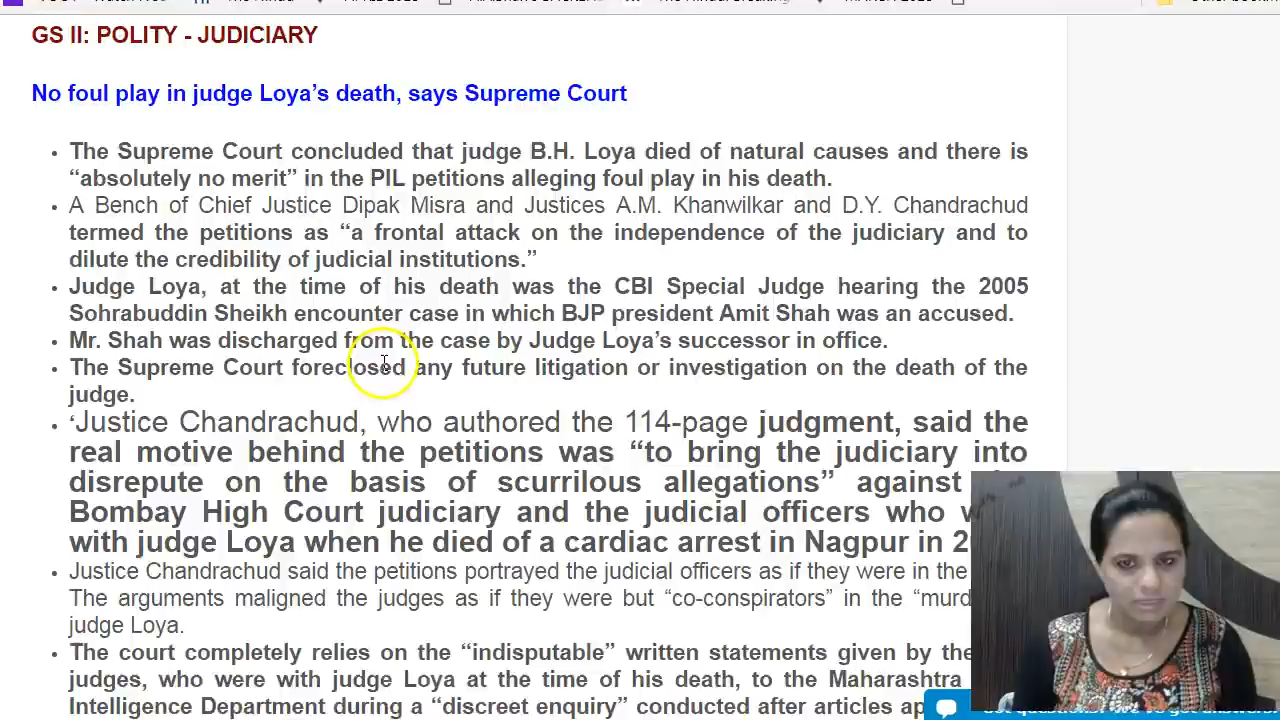 GS II: POLITY - JUDICIARY
No foul play in judge Loya’s death, says Supreme Court
The Supreme Court concluded that judge B.H. Loya died of natural causes and there is
“absolutely no merit” in the PIL petitions alleging foul play in his death.
A Bench of Chief Justice Dipak Misra and Justices A.M. Khanwilkar and D.Y. Chandrachud
termed the petitions as “a frontal attack on the independence of the judiciary and to
dilute the credibility of judicial institutions.”
Judge Loya, at the time of his death was the CBI Special Judge hearing the 2005
Sohrabuddin Sheikh encounter case in which BJP president Amit Shah was an accused.
Mr. Shah was discharged from the case by Judge Loya’s successor in office.
The Supreme Court foreclosed any future litigation or investigation on the death of the
judge.
‘Justice Chandrachud, who authored the 114-page judgment, said the
real motive behind the petitions was “to bring the judiciary into
disrepute on the basis of scurrilous allegations” against
Bombay High Court judiciary and the judicial officers who
with judge Loya when he died of a cardiac arrest in Nagpur in
Justice Chandrachud said the petitions portrayed the judicial officers as if they were in the
The arguments maligned the judges as if they were but “co-conspirators” in the
judge Loya.
The court completely relies on the “indisputable” written statements given by the
judges, who were with judge Loya at the time of his death, to the Maharashtra
Intelligence Department during a “discreet enquiry” conducted after articles